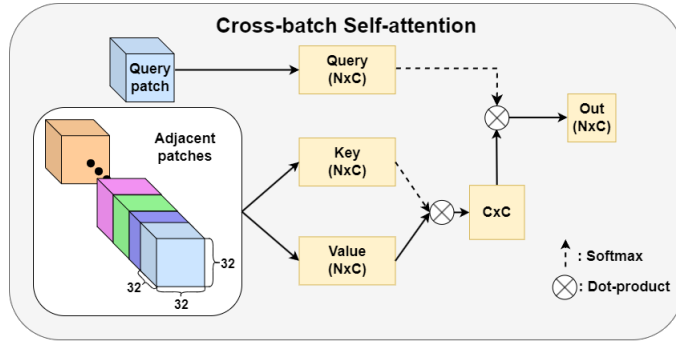 Cross-batch Self-attention
Query
patch
Query
(NxC)
Out
(NxC)
Adjacent
patches
Key
(NxC)
CxC
Value
(NxC)
32
32
32
: Softmax
: Dot-product